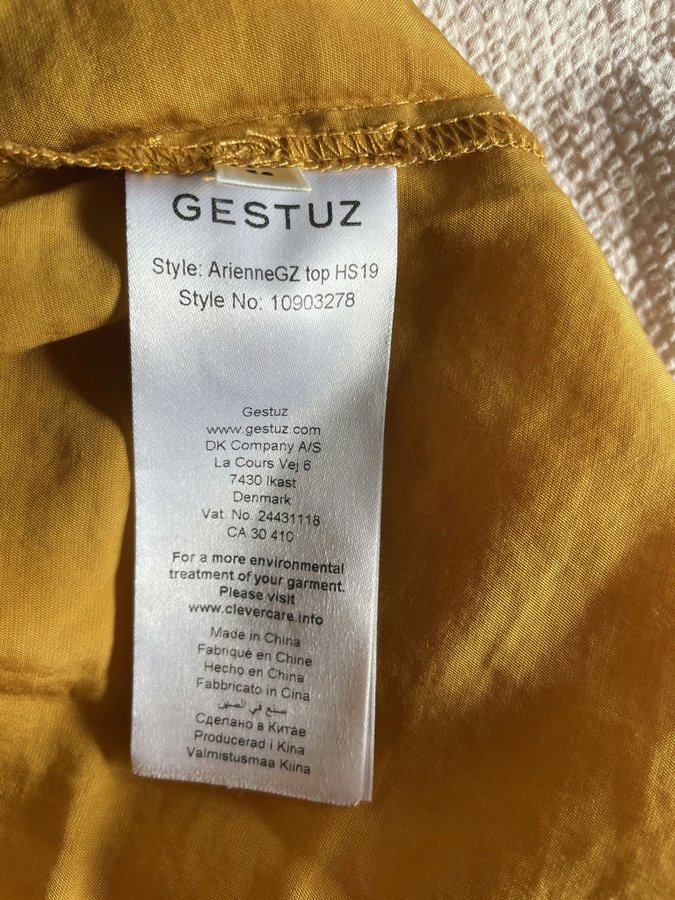 GESTUZ
Style: ArienneGZ top HS19
Style No: 10903278
Gestuz
www.gestuz.com
DK Company A/S
La Cours Vej 6
7430 Ikast
Denmark
Vat. No. 24431118
CA 30 410
For a more environmental
treatment of your garment.
Please visit
www.clevercare.info
Made in China
Fabriqué en Chine
Hecho en China
Fabbricato in Cina
صنع في الصين
Сделано в Китае
Producerad i Kina
Valmistusmaa Kiina